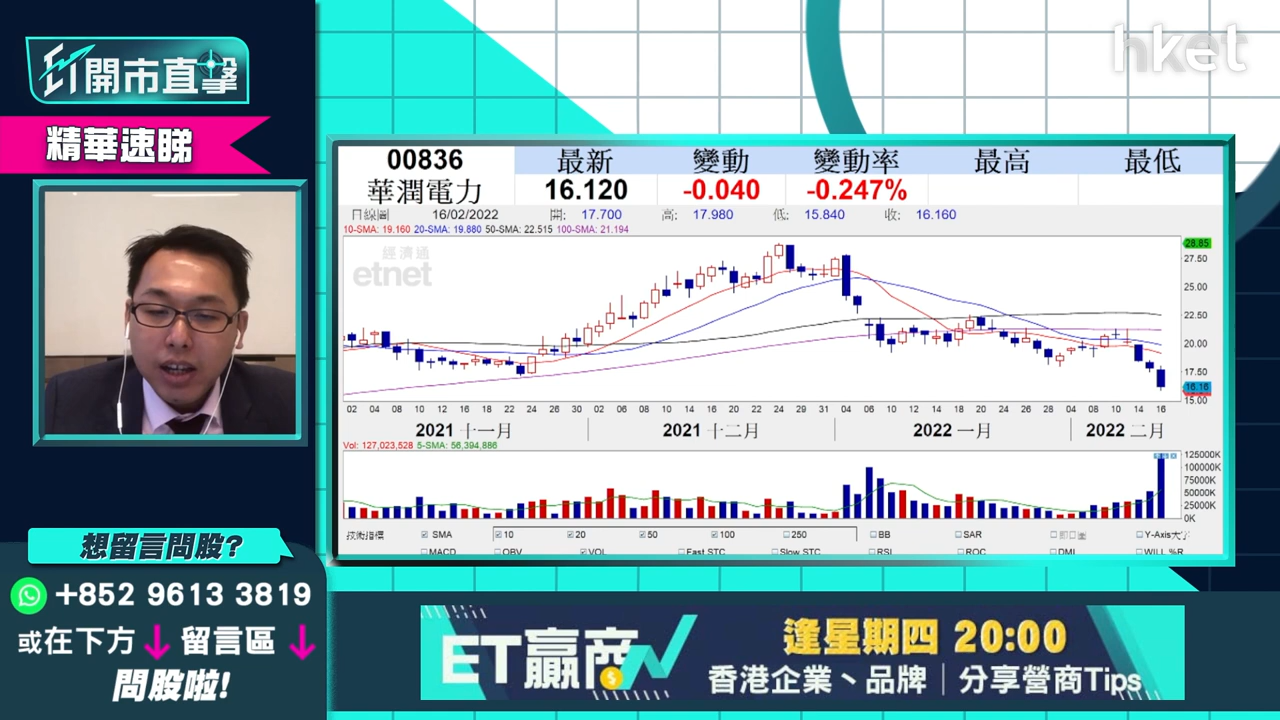 hket
ET開市直擊
精華速睇
00836 最新 變動 變動率 最高 最低
華潤電力 16.120 -0.040 -0.247%
日線圖 16/02/2022 開: 17.700 高: 17.980 低: 15.840 收: 16.160
10-SMA: 19.160 20-SMA: 19.880 50-SMA: 22.515 100-SMA: 21.194
經濟通
etnet
28.85
27.50
25.00
22.50
20.00
17.50
16.16
15.00
02 04 08 10 12 16 18 22 24 26 30 02 06 08 10 14 16 20 22 24 29 31 04 06 10 12 14 18 20 24 26 28 04 08 10 14 16
2021 十一月 2021 十二月 2022 一月 2022 二月
Vol: 127,023,528 5-SMA: 56,394,886
125000K
100000K
75000K
50000K
25000K
0K
技術指標 SMA 10 20 50 100 250 BB SAR Y-Axis大字
MACD OBV VOL Fast STC Slow STC RSI ROC DMI WILL %R
想留言問股?
+852 9613 3819
或在下方 留言區
問股啦!
ET贏商
逢星期四 20:00
香港企業、品牌｜分享營商Tips